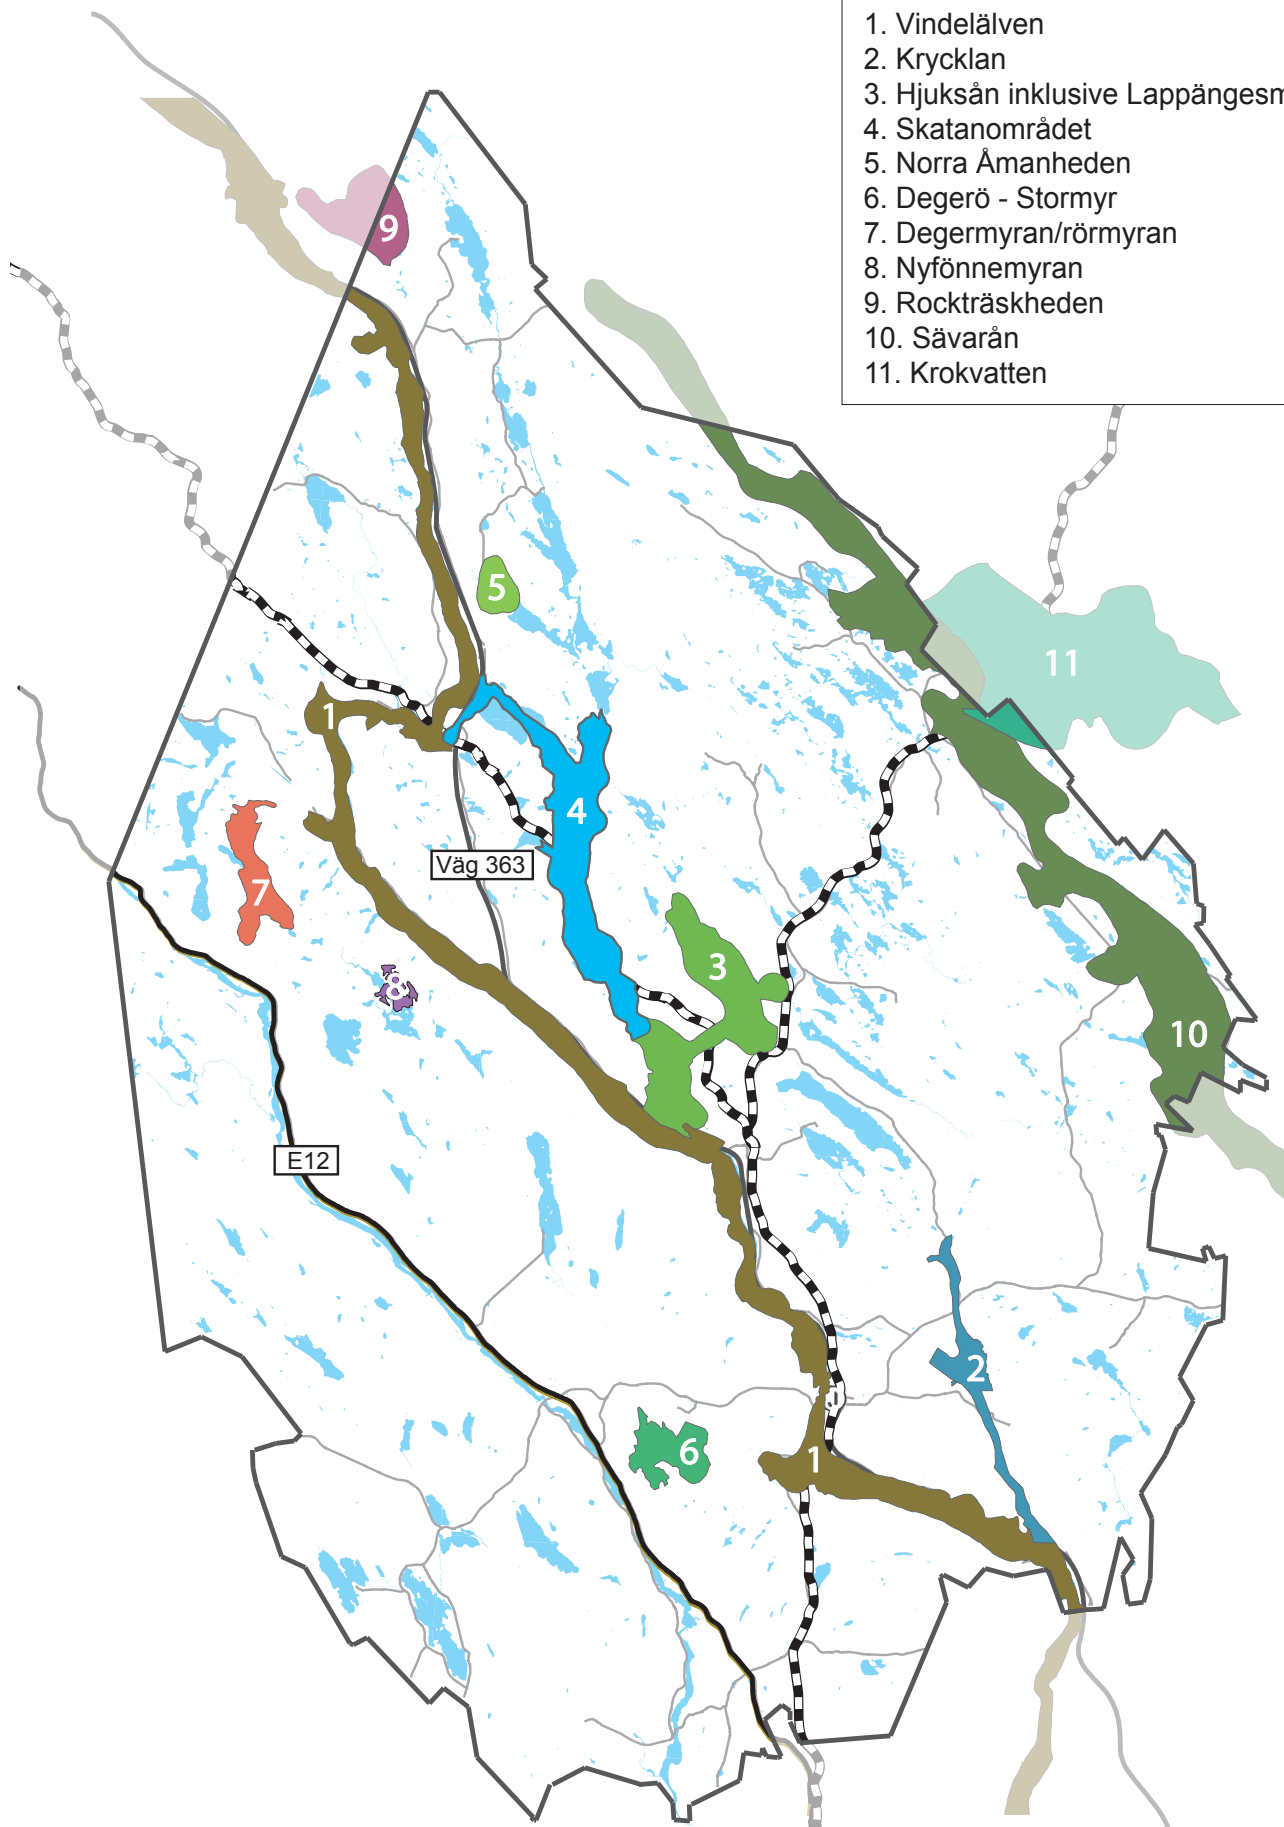 1. Vindelälven
2. Krycklan
3. Hjuksån inklusive Lappängesm
4. Skatanområdet
5. Norra Åmanheden
6. Degerö - Stormyr
7. Degermyran/rörmyran
8. Nyfönnemyran
9. Rockträskheden
10. Sävarån
11. Krokvatten
9
5
11
1
4
Väg 363
7
3
8
10
E12
2
6
1